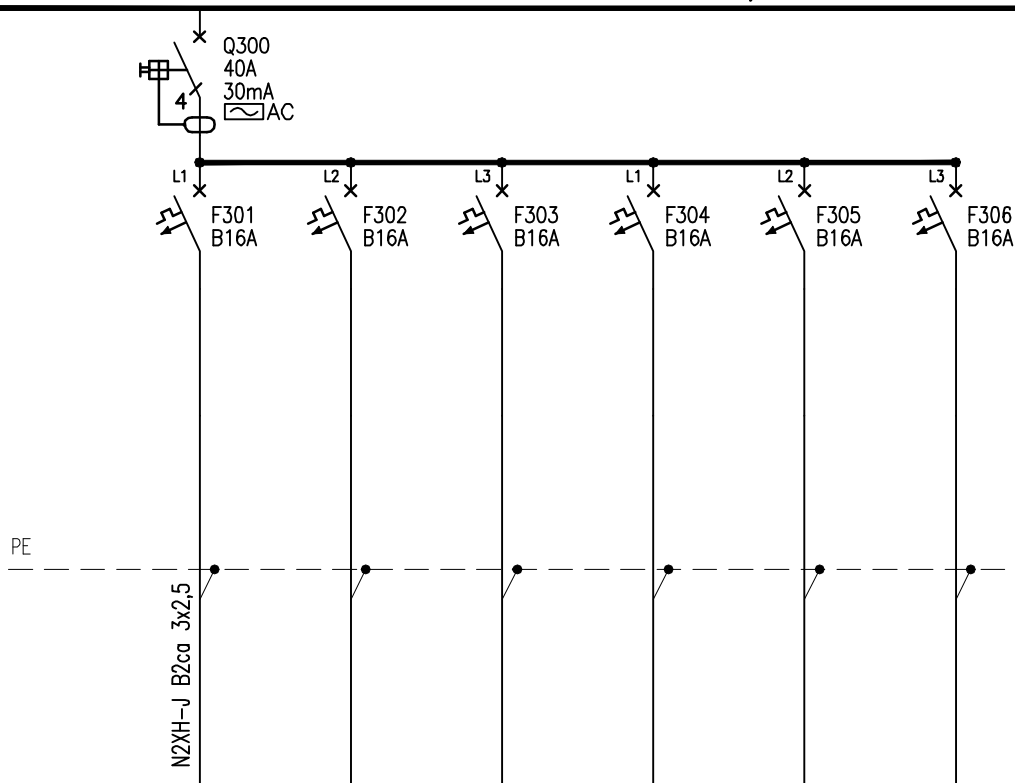 Q300
40A
30mA
4
AC
L1
L2
L3
L1
L2
L3
F301
B16A
F302
B16A
F303
B16A
F304
B16A
F305
B16A
F306
B16A
PE
N2XH-J B2ca 3x2,5